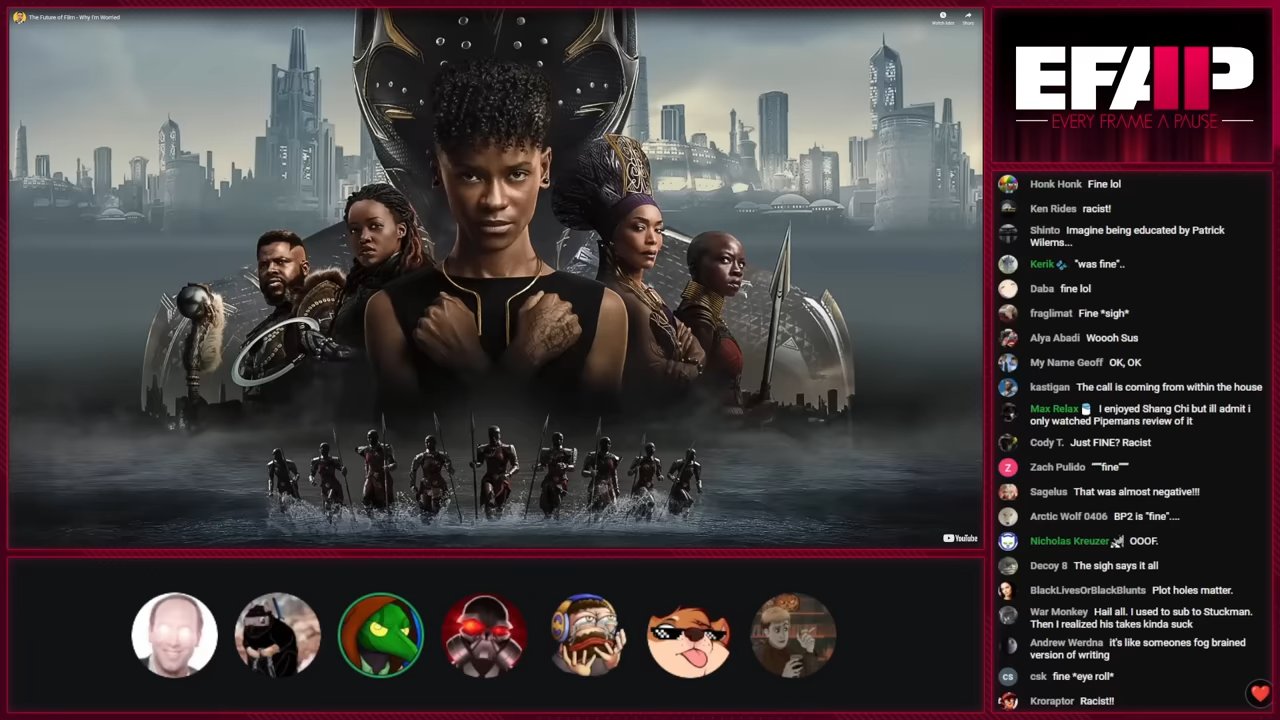 The Future of Film - Why I'm Worried
Watch later
Share
YouTube
EFAP
EVERY FRAME A PAUSE
Honk Honk Fine lol
Ken Rides racist!
Shinto Imagine being educated by Patrick
Wilems...
Kerik "was fine"..
Daba fine lol
fraglimat Fine *sigh*
Alya Abadi Woooh Sus
My Name Geoff OK, OK
kastigan The call is coming from within the house
Max Relax I enjoyed Shang Chi but ill admit i
only watched Pipemans review of it
Cody T. Just FINE? Racist
Z
Zach Pulido """fine"""
Sagelus That was almost negative!!!
Arctic Wolf 0406 BP2 is "fine"....
Nicholas Kreuzer OOOF.
Decoy 8 The sigh says it all
BlackLivesOrBlackBlunts Plot holes matter.
War Monkey Hail all. I used to sub to Stuckman.
Then I realized his takes kinda suck
Andrew Werdna it's like someones fog brained
version of writing
cs
csk fine *eye roll*
Kroraptor Racist!!